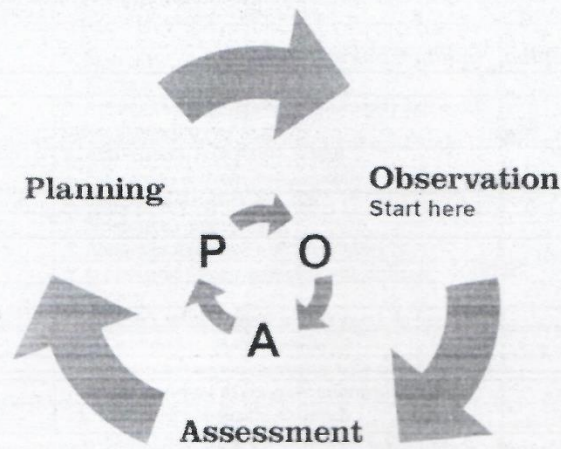 Planning
Observation
Start here
P
O
A
Assessment